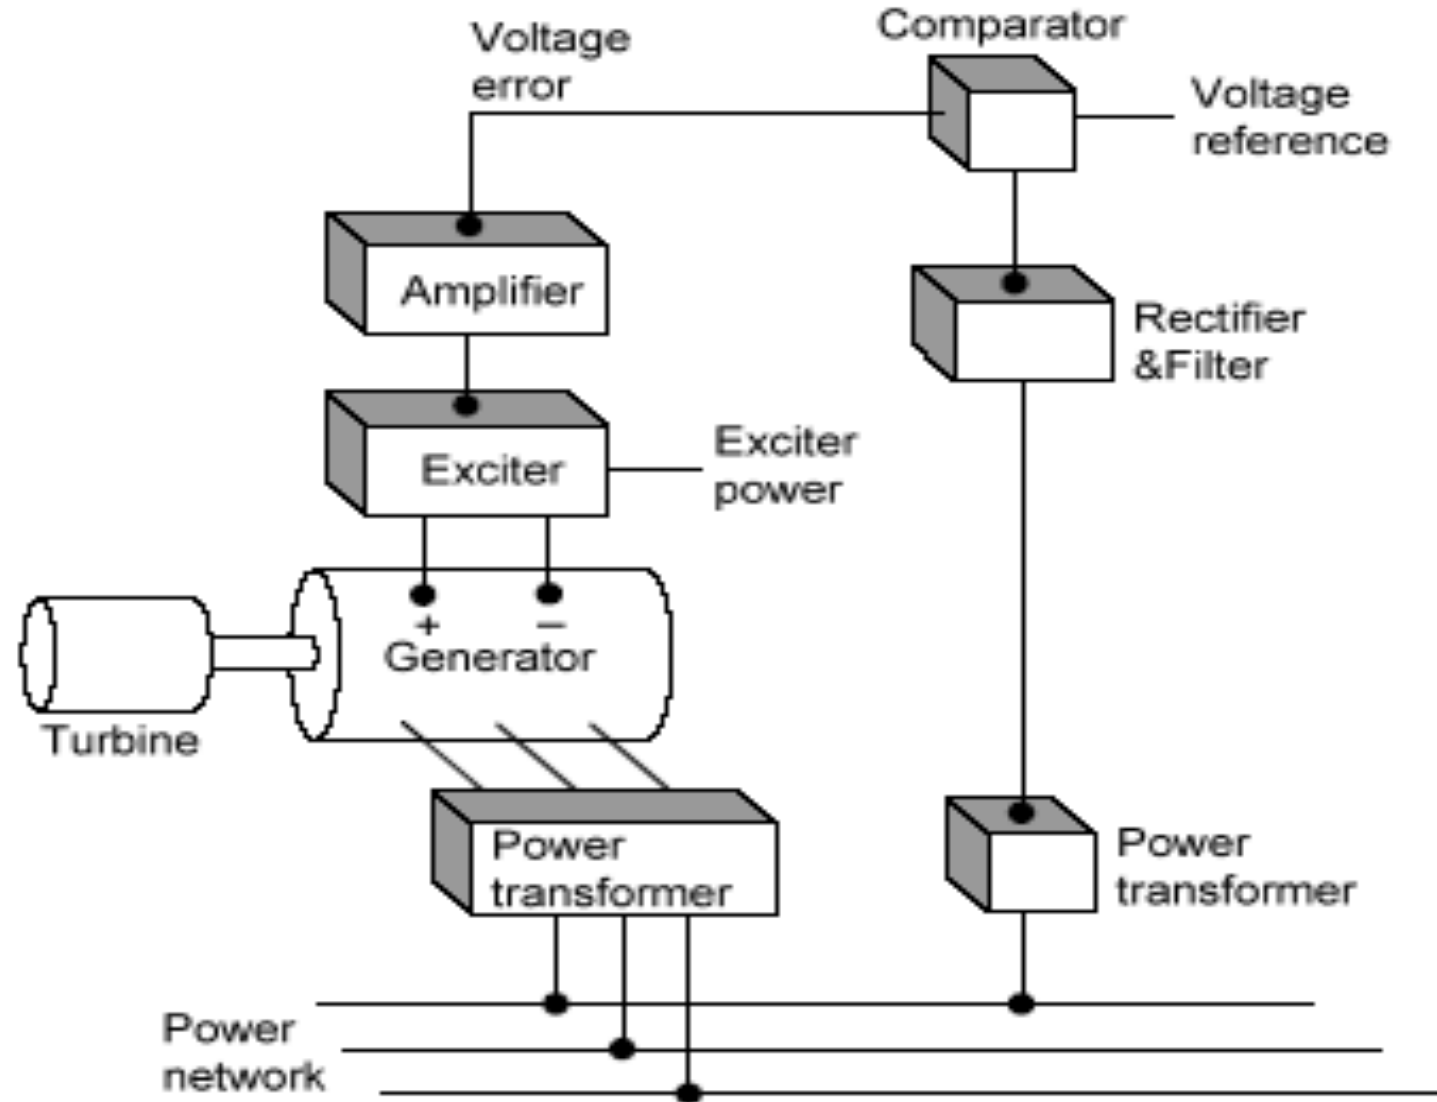 Comparator
Voltage
error
Voltage
reference
Amplifier
Rectifier
&Filter
Exciter
Exciter
power
+ –
Generator
Turbine
Power
transformer
Power
transformer
Power
network